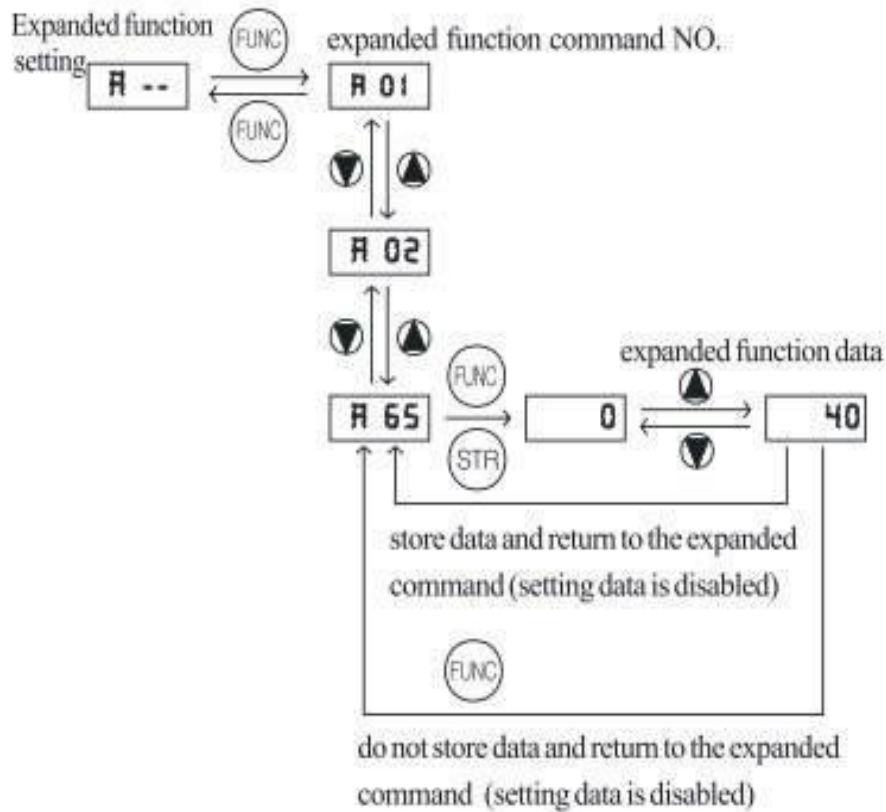 Expanded function
setting
FUNC
expanded function command NO.
A --
A 01
FUNC
A 02
expanded function data
FUNC
A 65
0
40
STR
store data and return to the expanded
command (setting data is disabled)
FUNC
do not store data and return to the expanded
command (setting data is disabled)